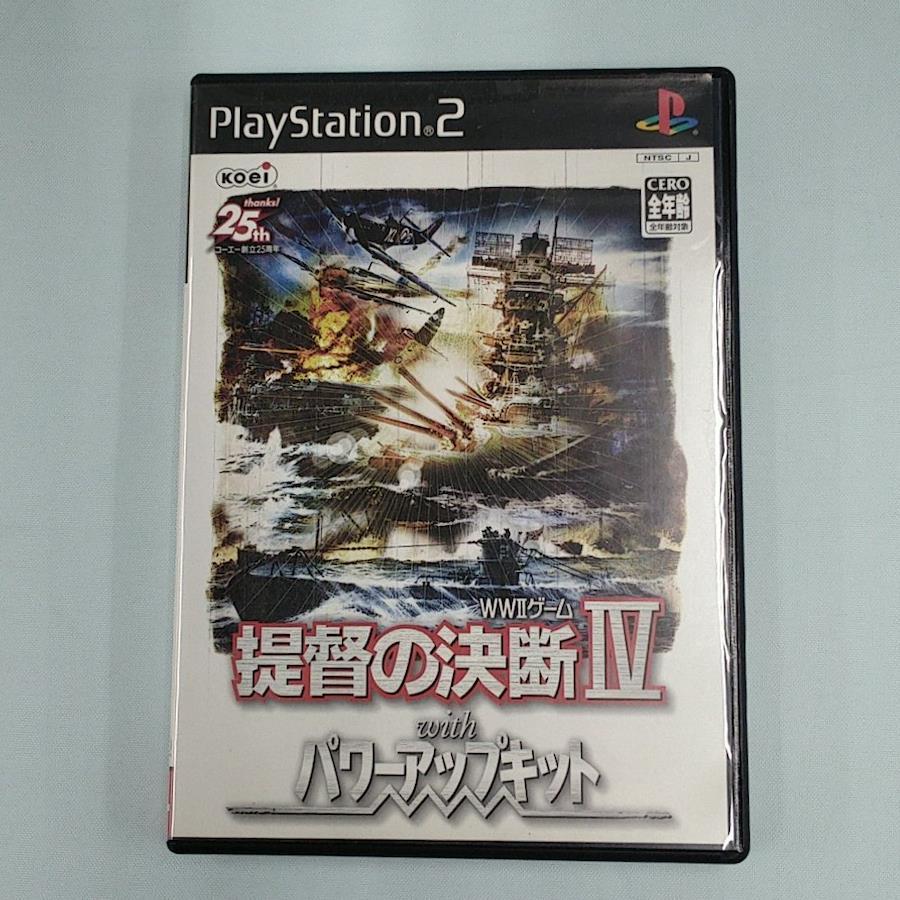 PlayStation®2
NTSC J
KOEI
thanks!
25th
コーエー創立25周年
CERO
全年齢
全年齢対象
WWIIゲーム
提督の決断IV
with
パワーアップキット